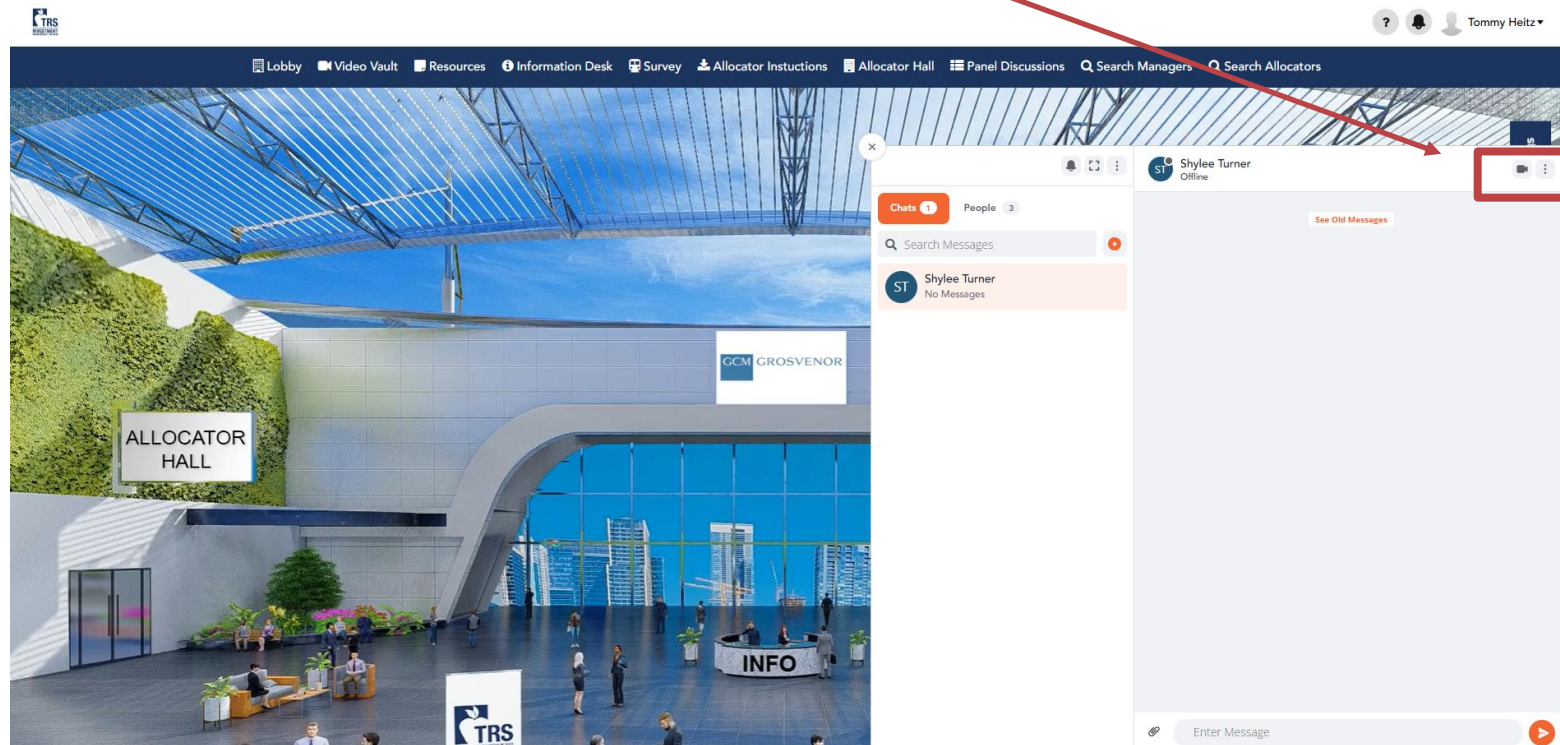 TRS
INVESTMENT
? Tommy Heitz
Lobby Video Vault Resources Information Desk Survey Allocator Instuctions Allocator Hall Panel Discussions Search Managers Search Allocators
Shylee Turner
Offline
Chats 1 People 3
See Old Messages
Search Messages
ST Shylee Turner
No Messages
GCM GROSVENOR
ALLOCATOR
HALL
INFO
TRS
Enter Message